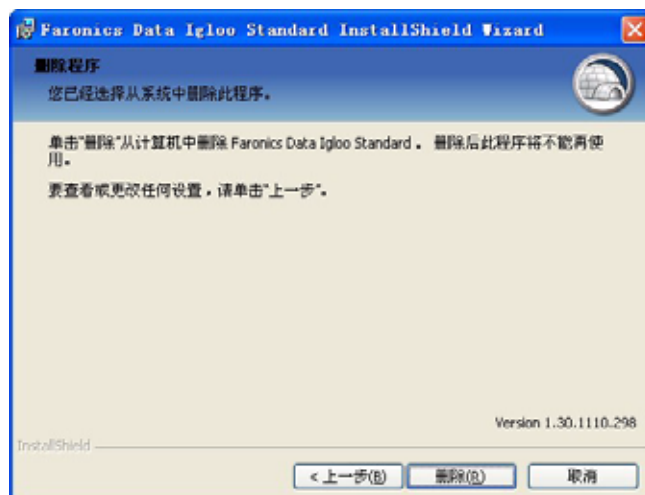 Faronics Data Igloo Standard InstallShield Wizard
删除程序
您已经选择从系统中删除此程序。
单击"删除"从计算机中删除 Faronics Data Igloo Standard 。 删除后此程序将不能再使
用。
要查看或更改任何设置，请单击"上一步"。
Version 1.30.1110.298
InstallShield
< 上一步(B)
删除(R)
取消